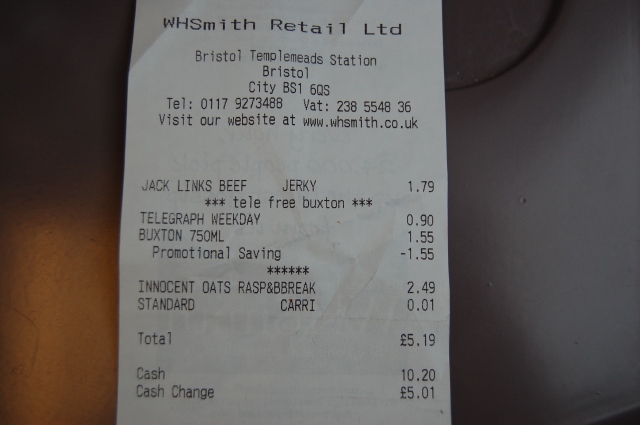 WHSmith Retail Ltd
Bristol Templemeads Station
Bristol
City BS1 6QS
Tel: 0117 9273488 Vat: 238 5548 36
Visit our website at www.whsmith.co.uk
JACK LINKS BEEF JERKY 1.79
*** tele free buxton ***
TELEGRAPH WEEKDAY 0.90
BUXTON 750ML 1.55
Promotional Saving -1.55
******
INNOCENT OATS RASP&BBREAK 2.49
STANDARD CARRI 0.01
Total £5.19
Cash 10.20
Cash Change £5.01